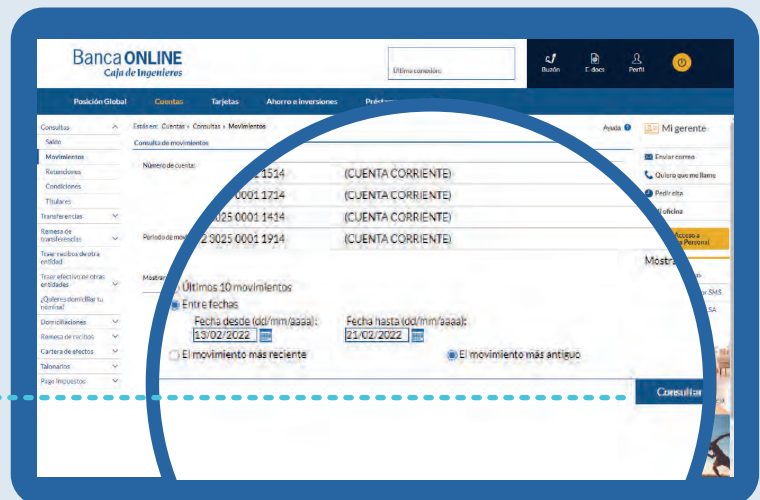 Banca ONLINE
Caja de Ingenieros
Última conexión:
Buzón
E-docs
Perfil
Posición Global
Cuentas
Tarjetas
Ahorro e inversiones
Consultas
Saldo
Movimientos
Retenciones
Condiciones
Titulares
Transferencias
Remesa de
transferencias
Traer recibos de otra
entidad
Traer efectivo de otras
entidades
¿Quieres domiciliar tu
nómina?
Domiciliaciones
Remesa de recibos
Cartera de efectos
Talonarios
Pago Impuestos
Estás en: Cuentas » Consultas » Movimientos
Ayuda
Consulta de movimientos
Número de cuenta:
1514 (CUENTA CORRIENTE)
0001 1714 (CUENTA CORRIENTE)
025 0001 1414 (CUENTA CORRIENTE)
2 3025 0001 1914 (CUENTA CORRIENTE)
Últimos 10 movimientos
Entre fechas
Fecha desde (dd/mm/aaaa): Fecha hasta (dd/mm/aaaa):
13/02/2022 21/02/2022
El movimiento más reciente El movimiento más antiguo
Consultar
Mi gerente
Enviar correo
Quiero que me llame
Pedir cita
oficina
Acceso a
Personal
SMS